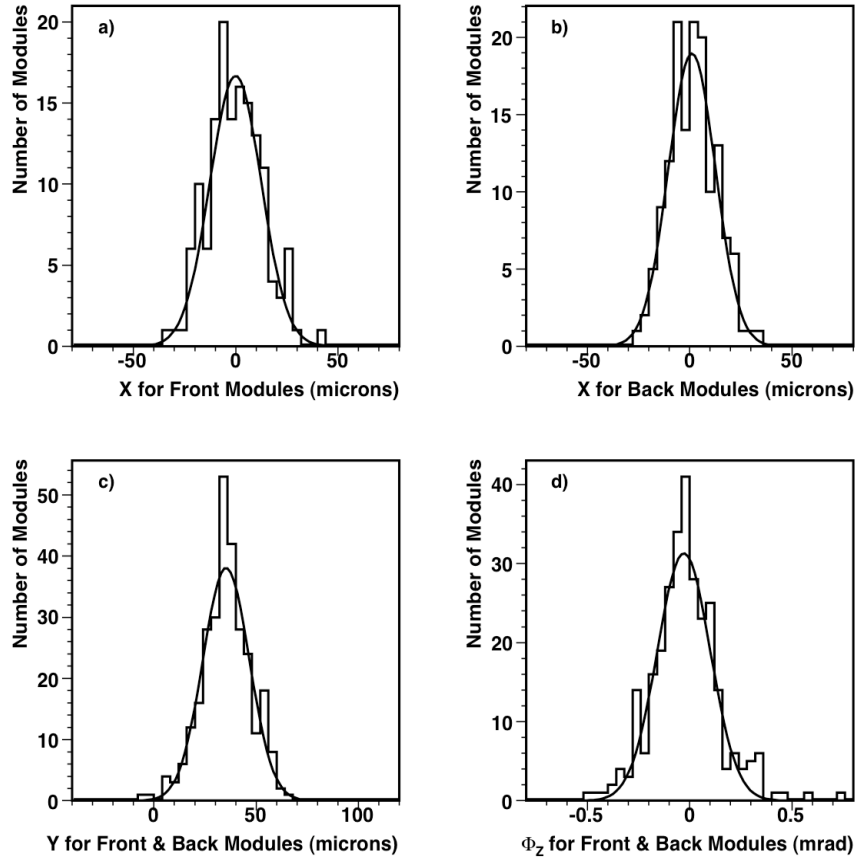 a)
Number of Modules
20
15
10
5
0
-50 0 50
X for Front Modules (microns)
b)
Number of Modules
20
15
10
5
0
-50 0 50
X for Back Modules (microns)
c)
Number of Modules
50
40
30
20
10
0
0 50 100
Y for Front & Back Modules (microns)
d)
Number of Modules
40
30
20
10
0
-0.5 0 0.5
Φ_Z for Front & Back Modules (mrad)